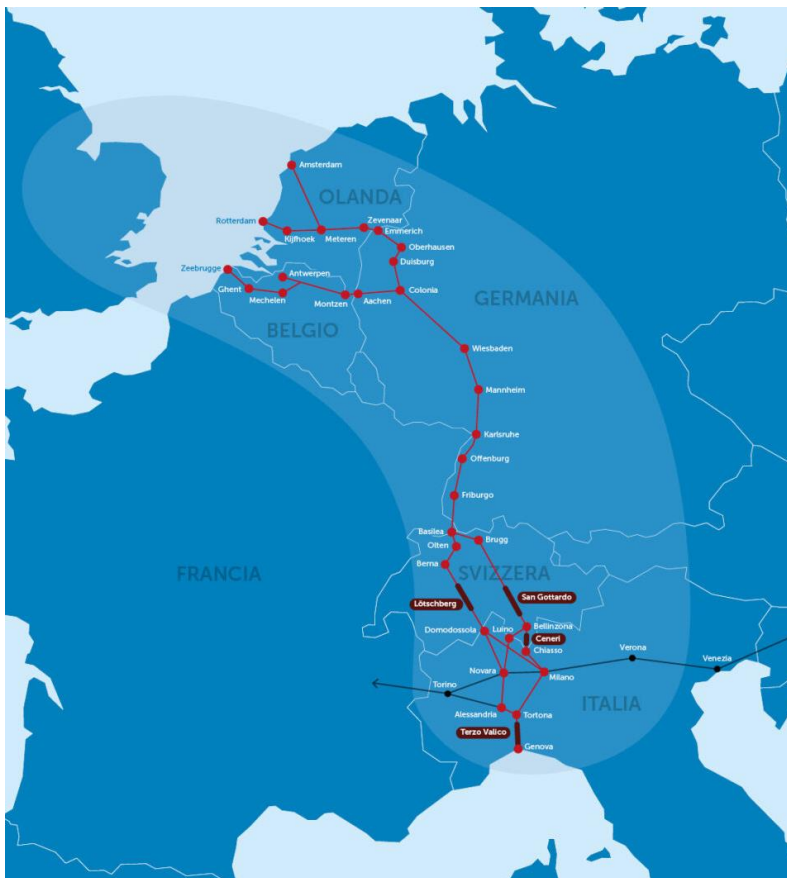 Amsterdam
OLANDA
Rotterdam
Zevenaar
Kijfhoek
Meteren
Emmerich
Oberhausen
Zeebrugge
Antwerpen
Duisburg
Ghent
Mechelen
Montzen
Aachen
Colonia
GERMANIA
BELGIO
Wiesbaden
Mannheim
Karlsruhe
Offenburg
Friburgo
Basilea
Brugg
Olten
Berna
SVIZZERA
FRANCIA
Lötschberg
San Gottardo
Domodossola
Luino
Bellinzona
Ceneri
Chiasso
Verona
Venezia
Novara
Milano
Torino
ITALIA
Alessandria
Tortona
Terzo Valico
Genova